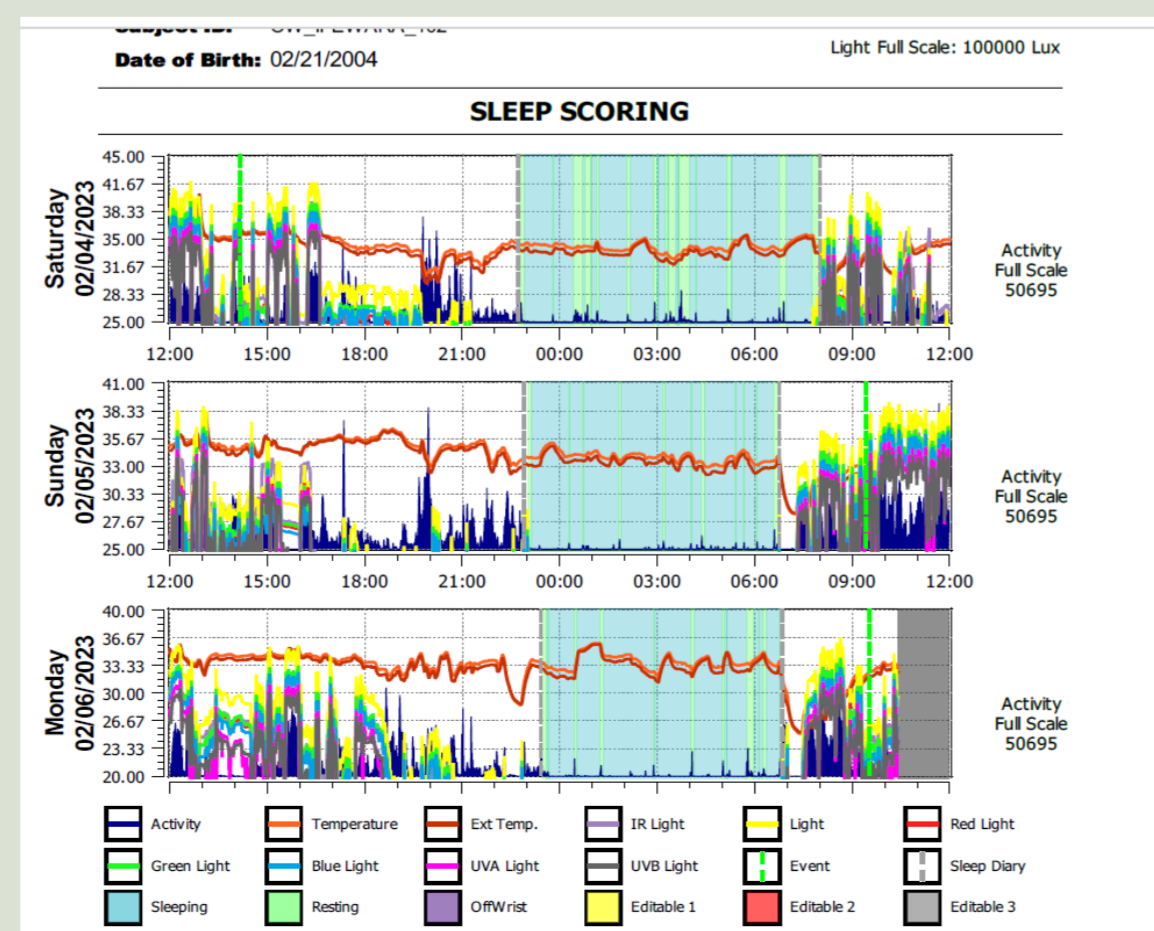 Date of Birth: 02/21/2004
Light Full Scale: 100000 Lux
SLEEP SCORING
Saturday
02/04/2023
45.00
41.67
38.33
35.00
31.67
28.33
25.00
12:00 15:00 18:00 21:00 00:00 03:00 06:00 09:00 12:00
Activity
Full Scale
50695
Sunday
02/05/2023
41.00
38.33
35.67
33.00
30.33
27.67
25.00
12:00 15:00 18:00 21:00 00:00 03:00 06:00 09:00 12:00
Activity
Full Scale
50695
Monday
02/06/2023
40.00
36.67
33.33
30.00
26.67
23.33
20.00
Activity
Full Scale
50695
Activity Temperature Ext Temp. IR Light Light Red Light
Green Light Blue Light UVA Light UVB Light Event Sleep Diary
Sleeping Resting OffWrist Editable 1 Editable 2 Editable 3